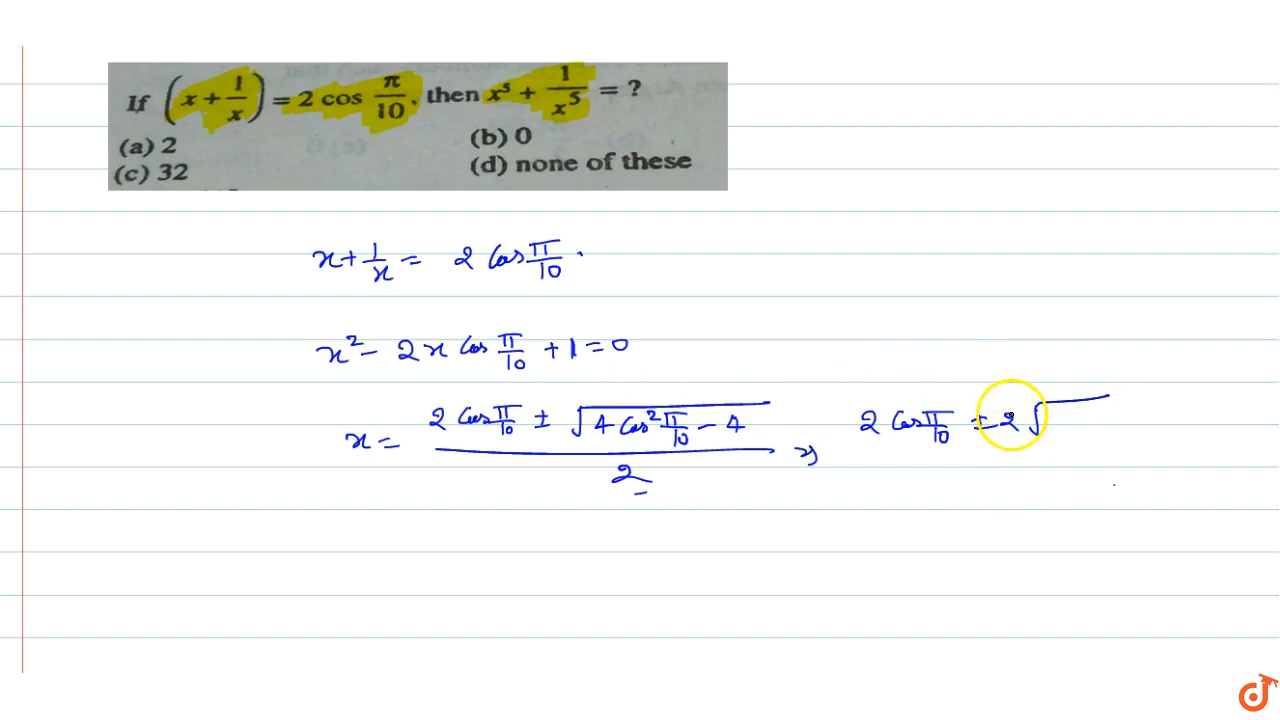 If (x + 1/x) = 2 cos π/10, then x⁵ + 1/x⁵ = ?
(a) 2 (b) 0
(c) 32 (d) none of these
x + 1/x = 2 Cos π/10 .
x² - 2x Cos π/10 + 1 = 0
x = (2 Cos π/10 ± √(4 Cos² π/10 - 4))/2 ⇒ 2 Cos π/10 ± 2√